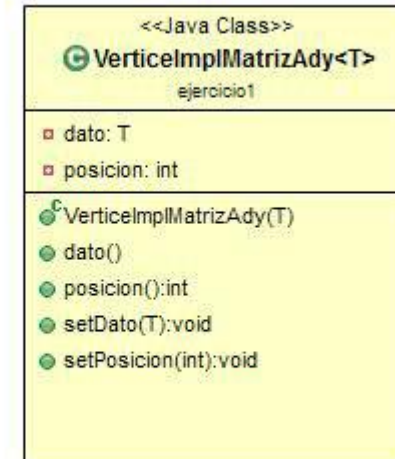 <<Java Class>>
VerticeImplMatrizAdy<T>
ejercicio1
dato: T
posicion: int
VerticeImplMatrizAdy(T)
dato()
posicion():int
setDato(T):void
setPosicion(int):void